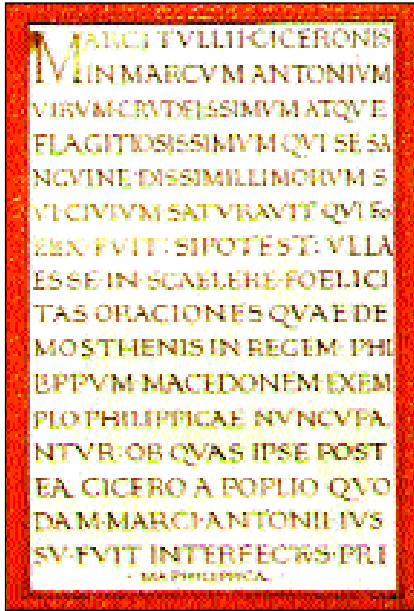 MARCI TVLLII·CICERONIS
IN MARCVM ANTONIVM
VIRVM·CRVDELISSIMVM ATQVE
FLAGITIOSISSIMVM QVI SE SA
NGVINE·DISSIMILLIMORVM S
VI CIVIVM SATVRAVIT QVI
FVIT: SI POTEST: VLLA
ESSE IN SCAELERE·FOELICI
TAS ORACIONES QVAE DE
MOSTHENIS IN REGEM PHI
LIPPVM·MACEDONEM·EXEM
PLO PHILIPPICAE NVNCVPA
NTVR·OB QVAS IPSE POST
EA CICERO A POPLIO QVO
DAM·MARCI·ANTONII·IVS
SV·FVIT INTERFECTVS·PRI
MA PHILIPPICA